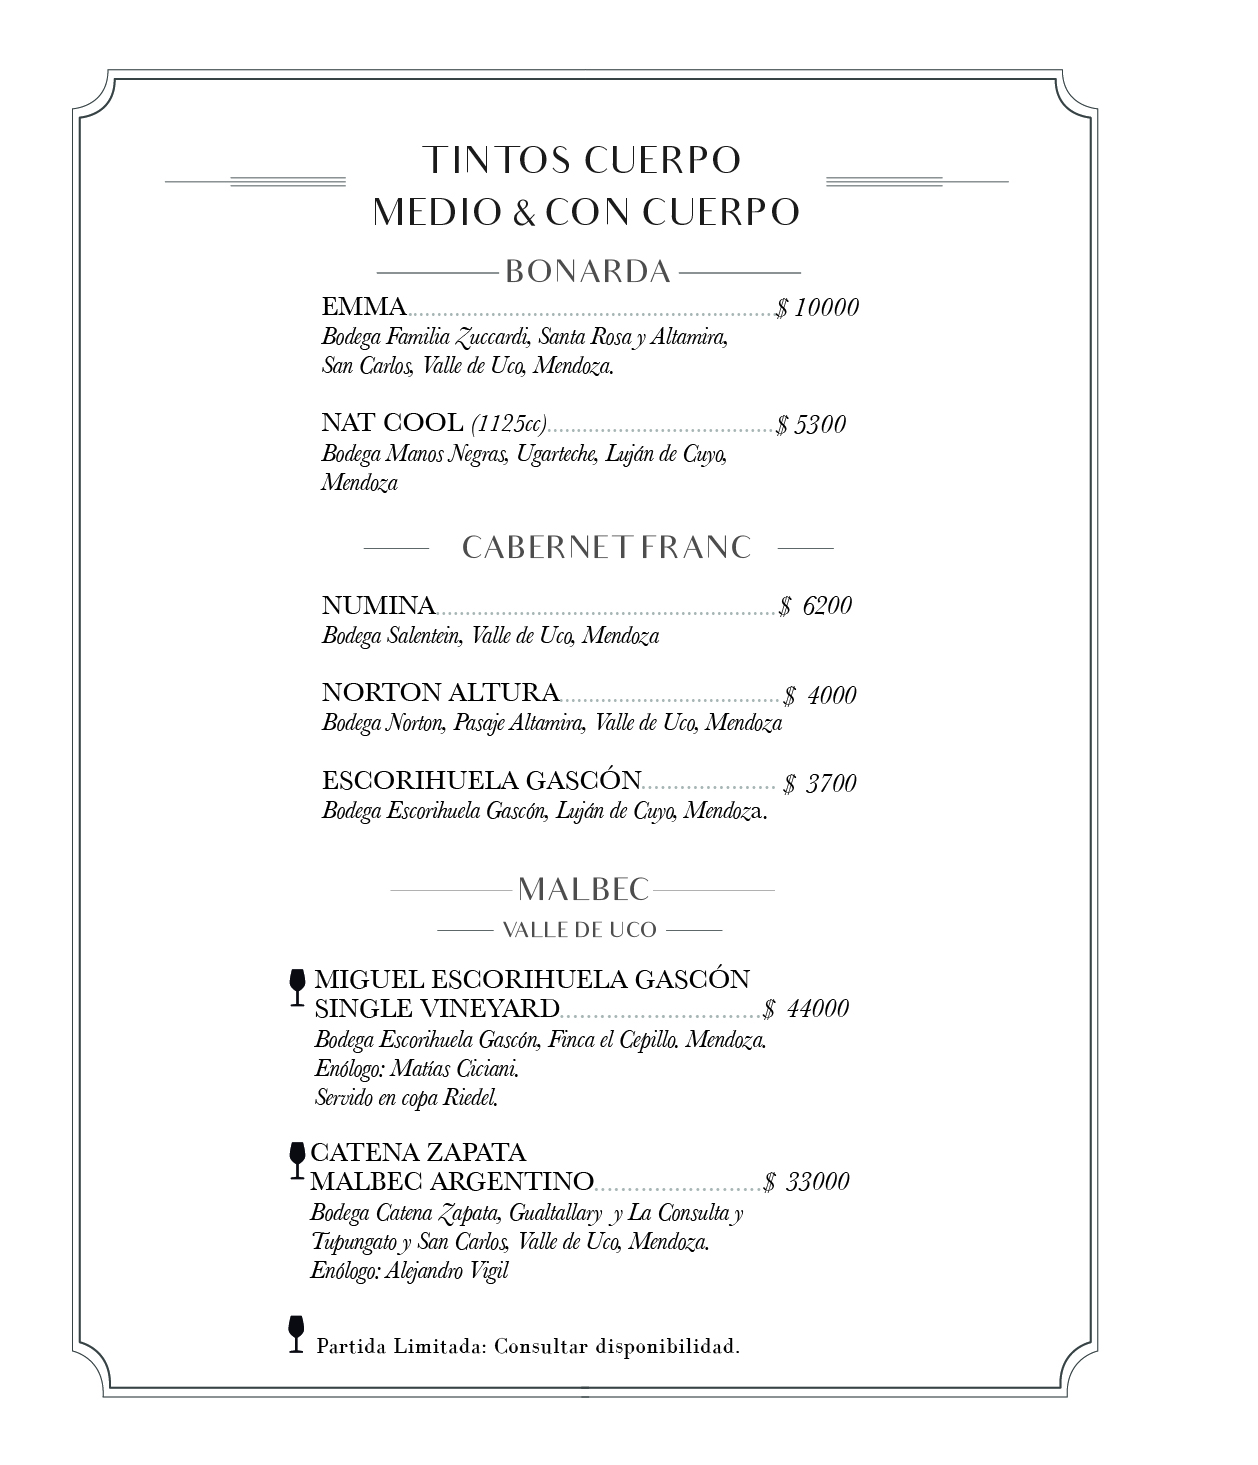 TINTOS CUERPO
MEDIO & CON CUERPO
BONARDA
EMMA $ 10000
Bodega Familia Zuccardi, Santa Rosa y Altamira,
San Carlos, Valle de Uco, Mendoza.
NAT COOL (1125cc) $ 5300
Bodega Manos Negras, Ugarteche, Luján de Cuyo,
Mendoza
CABERNET FRANC
NUMINA $ 6200
Bodega Salentein, Valle de Uco, Mendoza
NORTON ALTURA $ 4000
Bodega Norton, Pasaje Altamira, Valle de Uco, Mendoza
ESCORIHUELA GASCÓN $ 3700
Bodega Escorihuela Gascón, Luján de Cuyo, Mendoza.
MALBEC
VALLE DE UCO
MIGUEL ESCORIHUELA GASCÓN
SINGLE VINEYARD $ 44000
Bodega Escorihuela Gascón, Finca el Cepillo. Mendoza.
Enólogo: Matías Ciciani.
Servido en copa Riedel.
CATENA ZAPATA
MALBEC ARGENTINO $ 33000
Bodega Catena Zapata, Gualtallary y La Consulta y
Tupungato y San Carlos, Valle de Uco, Mendoza.
Enólogo: Alejandro Vigil
Partida Limitada: Consultar disponibilidad.